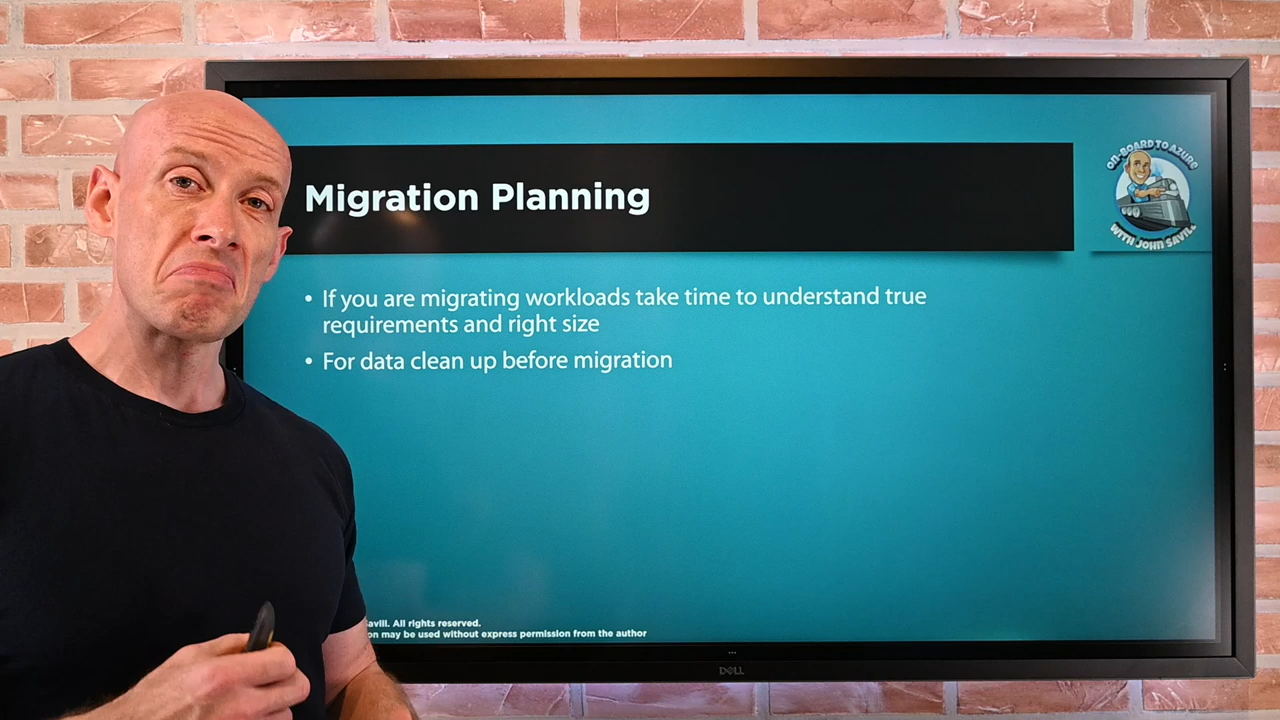 Migration Planning
ON-BOARD TO AZURE
WITH JOHN SAVILL
• If you are migrating workloads take time to understand true
requirements and right size
• For data clean up before migration
Savill. All rights reserved.
may be used without express permission from the author
DELL